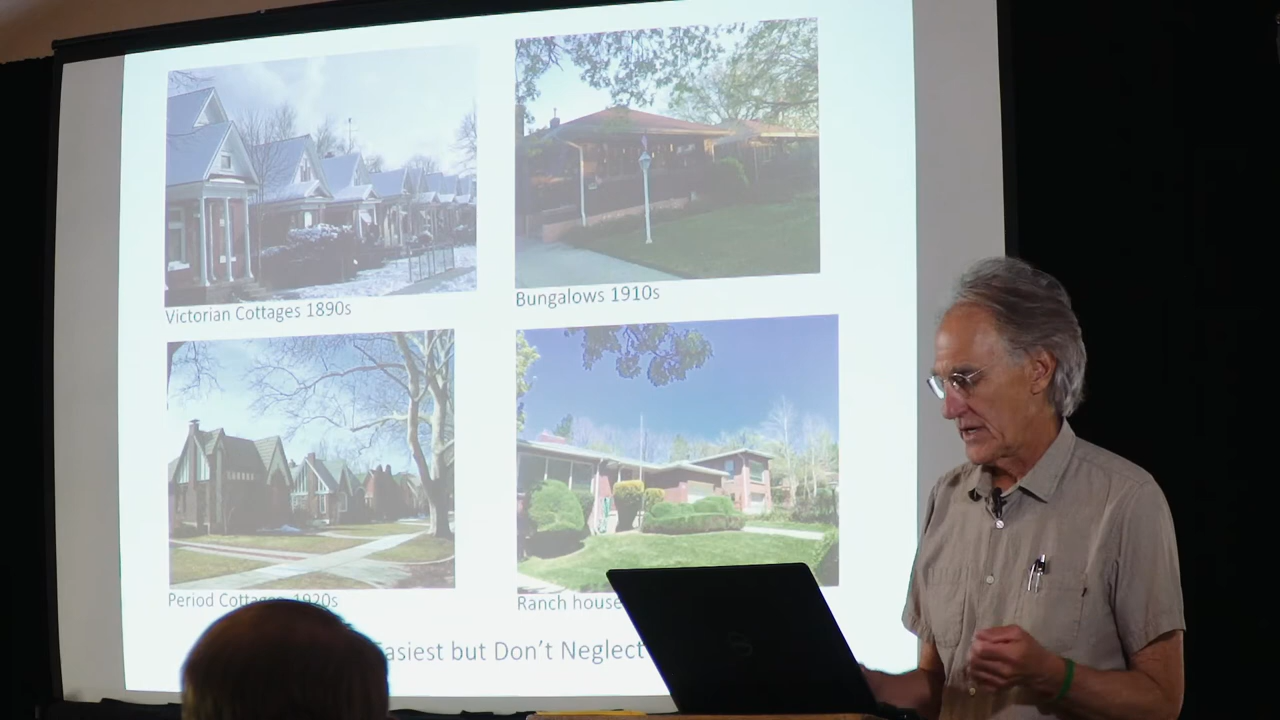 Victorian Cottages 1890s
Bungalows 1910s
Period Cottages 1920s
Ranch house
Easiest but Don't Neglect